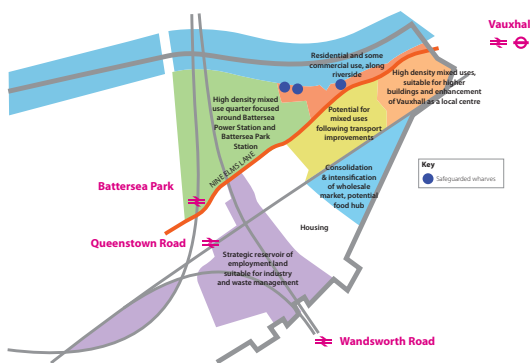 Vauxhall
Residential and some
commercial use, along
riverside
High density mixed uses,
suitable for higher
buildings and enhancement
of Vauxhall as a local centre
High density mixed
use quarter focused
around Battersea
Power Station and
Battersea Park
Station
Potential for
mixed uses
following transport
improvements
Key
Safeguarded wharves
NINE ELMS LANE
Consolidation
& intensification
of wholesale
market, potential
food hub
Battersea Park
Housing
Queenstown Road
Strategic reservoir of
employment land
suitable for industry
and waste management
Wandsworth Road